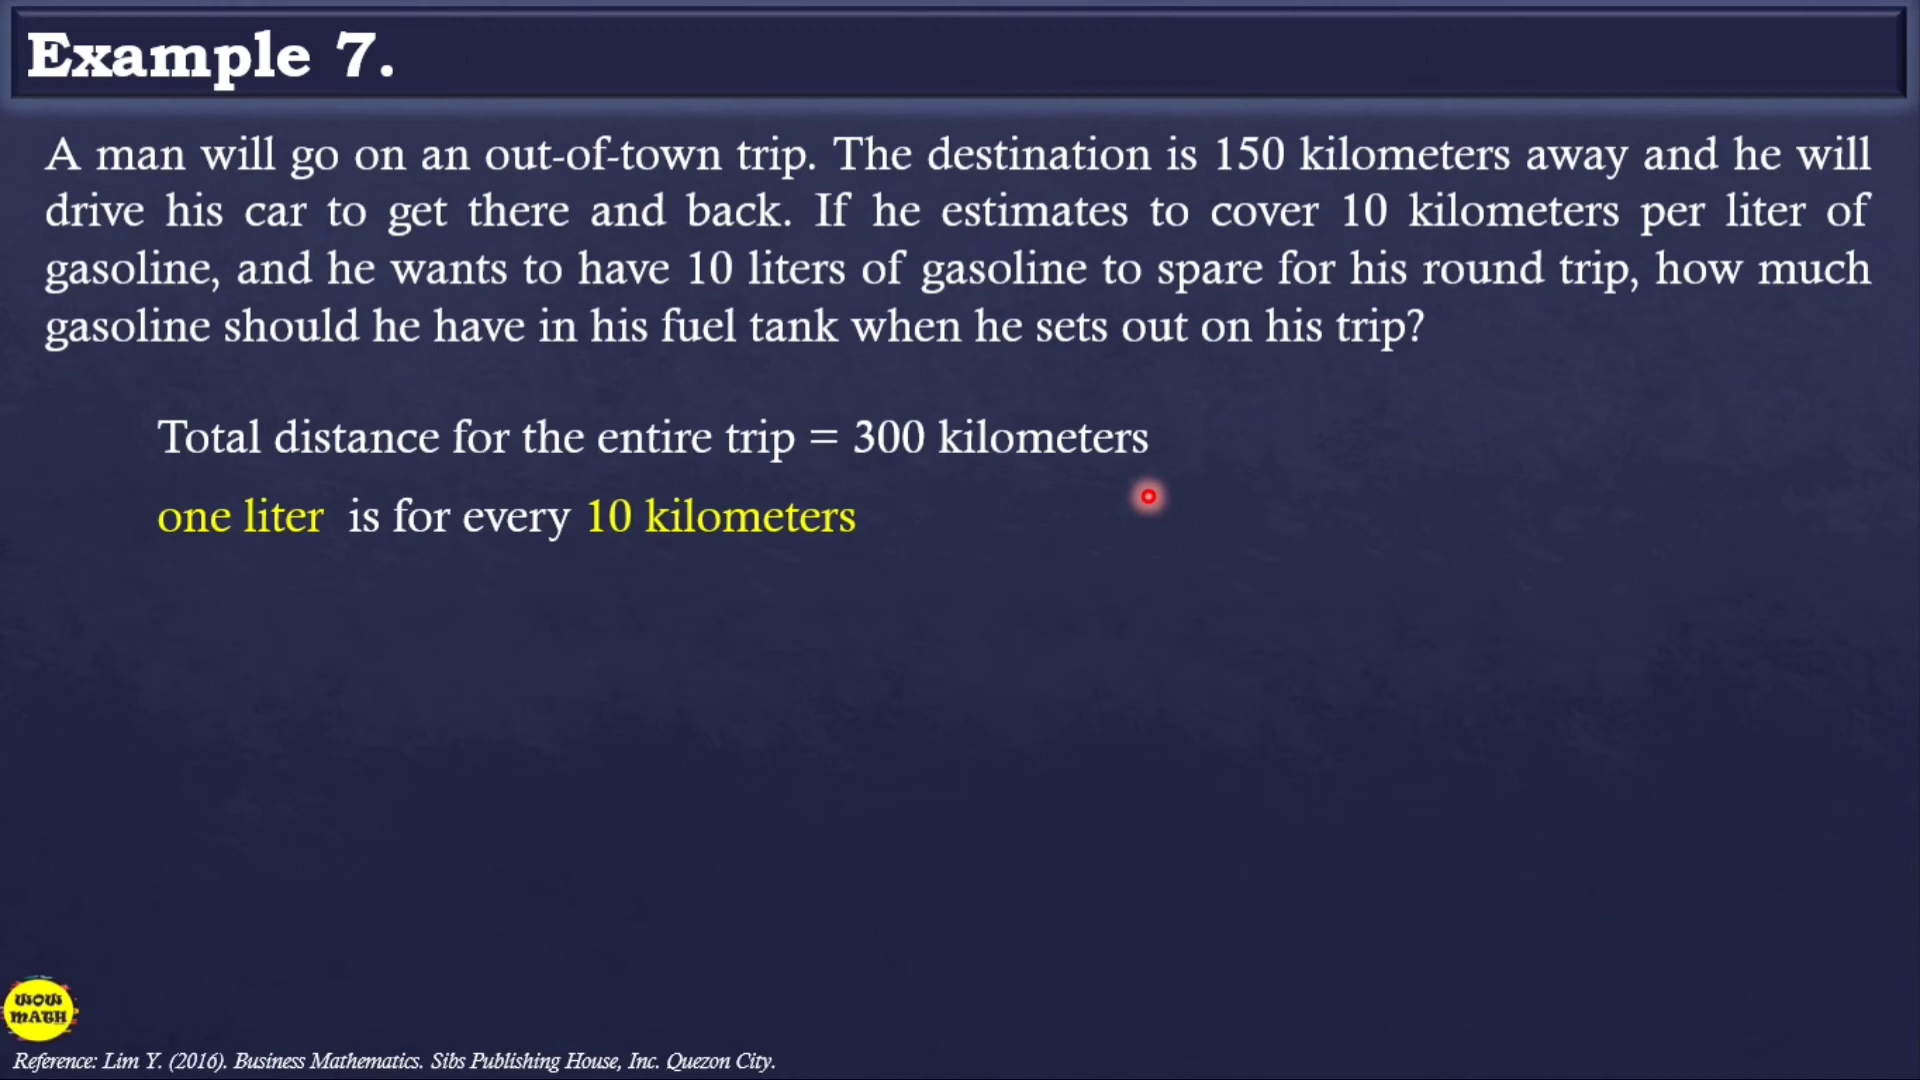 Example 7.
A man will go on an out-of-town trip. The destination is 150 kilometers away and he will
drive his car to get there and back. If he estimates to cover 10 kilometers per liter of
gasoline, and he wants to have 10 liters of gasoline to spare for his round trip, how much
gasoline should he have in his fuel tank when he sets out on his trip?
Total distance for the entire trip = 300 kilometers
one liter is for every 10 kilometers
WOW
MATH
Reference: Lim Y. (2016). Business Mathematics. Sibs Publishing House, Inc. Quezon City.